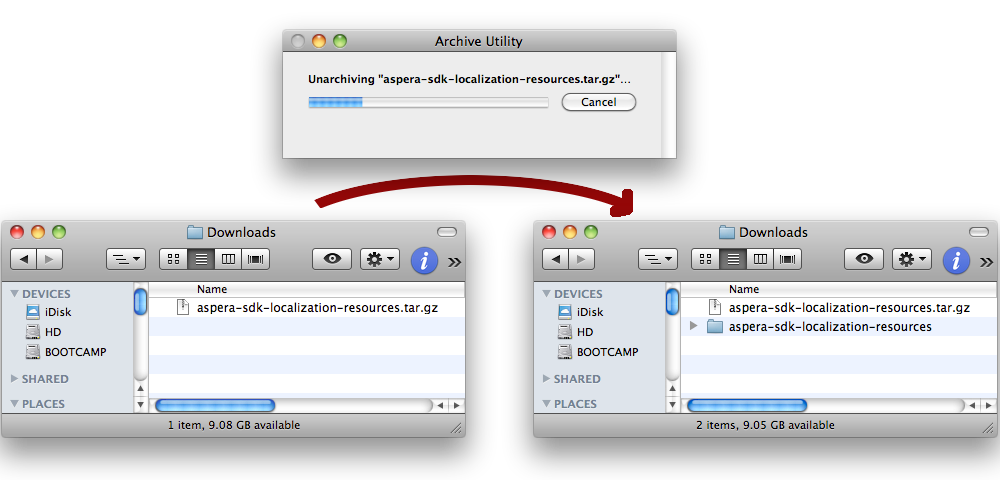 Archive Utility
Unarchiving "aspera-sdk-localization-resources.tar.gz"...
Cancel
Downloads
i
Name
DEVICES
iDisk
HD
BOOTCAMP
SHARED
PLACES
aspera-sdk-localization-resources.tar.gz
1 item, 9.08 GB available
Downloads
i
Name
DEVICES
iDisk
HD
BOOTCAMP
SHARED
PLACES
aspera-sdk-localization-resources.tar.gz
aspera-sdk-localization-resources
2 items, 9.05 GB available